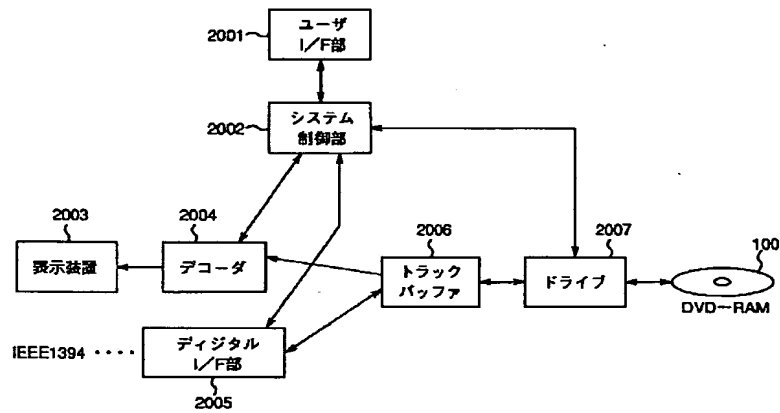 2001
ユーザ
I/F部
2002
システム
制御部
2003
表示装置
2004
デコーダ
2006
トラック
バッファ
2007
ドライブ
100
DVD-RAM
IEEE1394 ・・・・
ディジタル
I/F部
2005